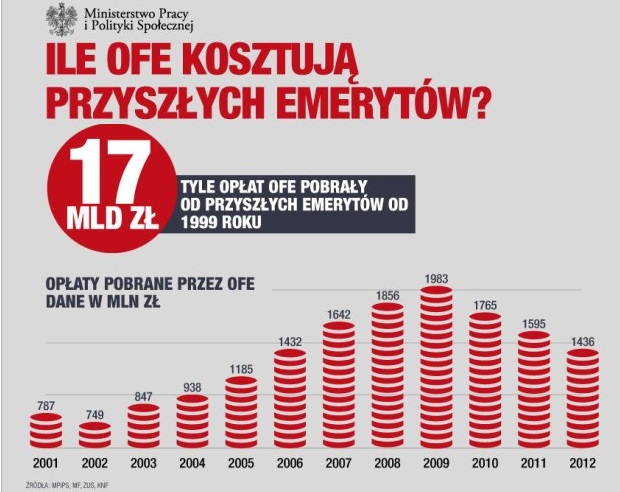 Ministerstwo Pracy
i Polityki Społecznej
ILE OFE KOSZTUJĄ
PRZYSZŁYCH EMERYTÓW?
17
MLD ZŁ
TYLE OPŁAT OFE POBRAŁY
OD PRZYSZŁYCH EMERYTÓW OD
1999 ROKU
OPŁATY POBRANE PRZEZ OFE
DANE W MLN ZŁ
787
749
847
938
1185
1432
1642
1856
1983
1765
1595
1436
2001 2002 2003 2004 2005 2006 2007 2008 2009 2010 2011 2012
ŹRÓDŁA: MPIPS, MF, ZUS, KNF